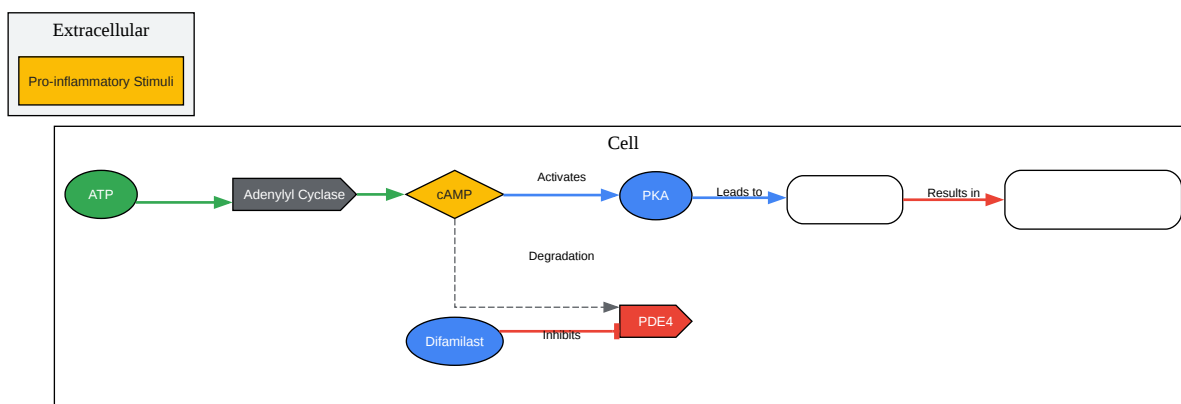 Extracellular
Pro-inflammatory Stimuli
Cell
ATP
Adenylyl Cyclase
cAMP
Activates
PKA
Leads to
Results in
Degradation
PDE4
Difamilast
Inhibits